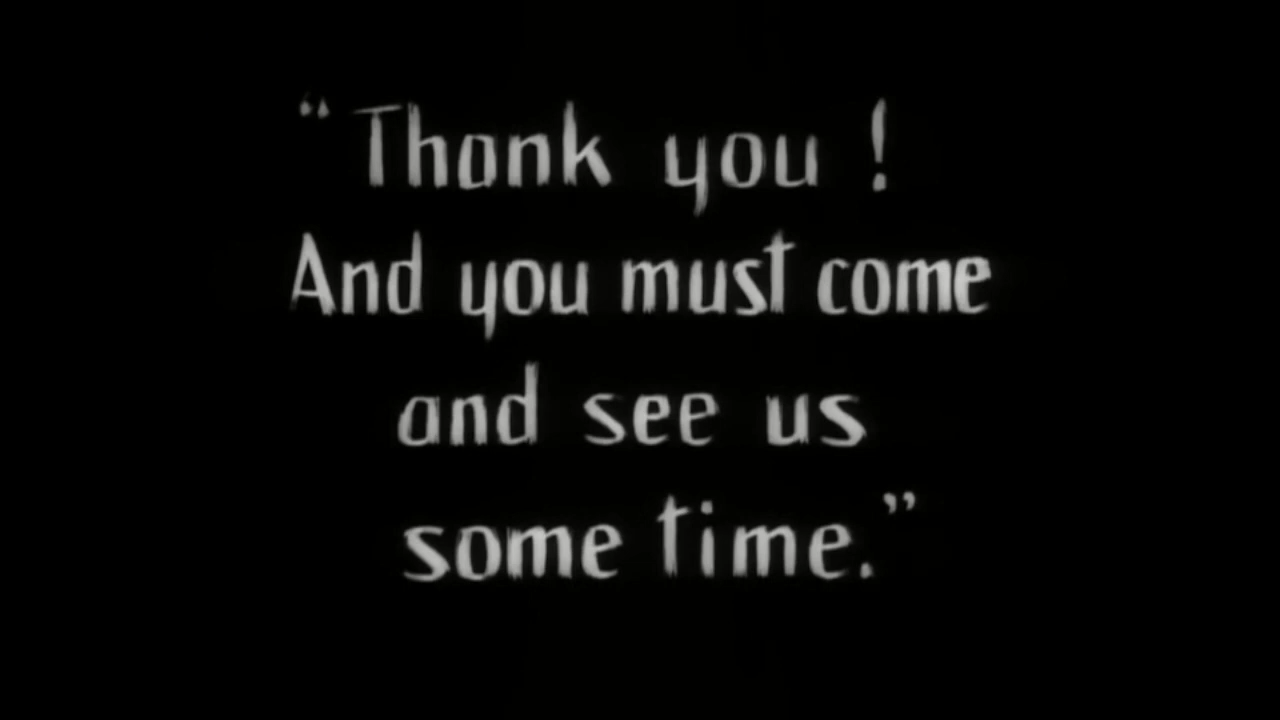 “Thank you !
And you must come
and see us
some time.”